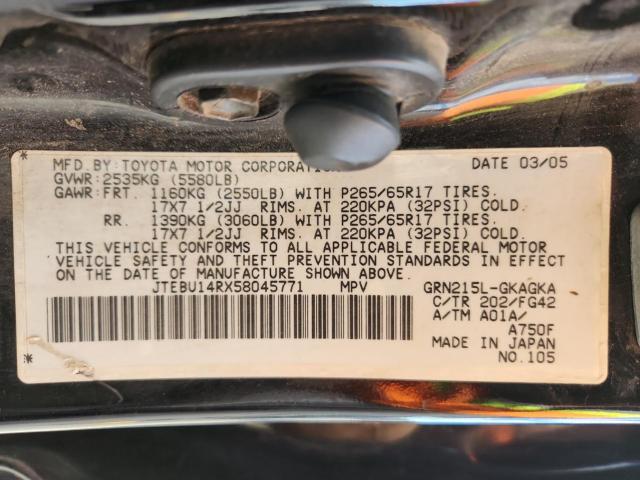 MFD.BY:TOYOTA MOTOR CORPORATION DATE 03/05
GVWR:2535KG (5580LB)
GAWR:FRT. 1160KG (2550LB) WITH P265/65R17 TIRES.
17X7 1/2JJ RIMS. AT 220KPA (32PSI) COLD.
RR. 1390KG (3060LB) WITH P265/65R17 TIRES.
17X7 1/2JJ RIMS. AT 220KPA (32PSI) COLD.
THIS VEHICLE CONFORMS TO ALL APPLICABLE FEDERAL MOTOR
VEHICLE SAFETY AND THEFT PREVENTION STANDARDS IN EFFECT ON
THE DATE OF MANUFACTURE SHOWN ABOVE.
JTEBU14RX58045771 MPV GRN215L-GKAGKA
C/TR 202/FG42
A/TM A01A/
A750F
MADE IN JAPAN
NO.105